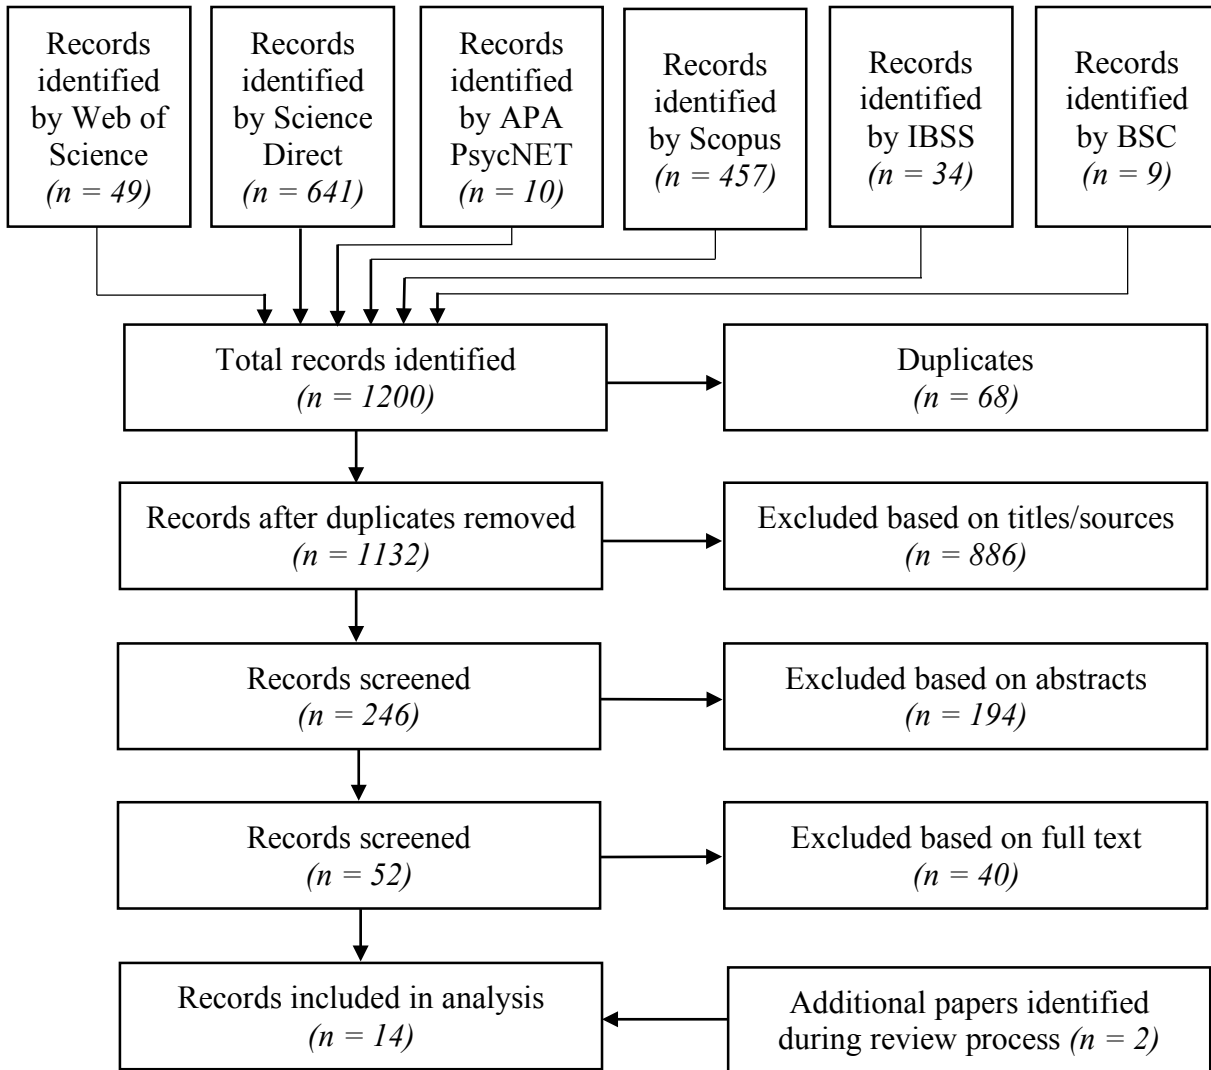 Records
identified
by Web of
Science
(n = 49)
Records
identified
by Science
Direct
(n = 641)
Records
identified
by APA
PsycNET
(n = 10)
Records
identified
by Scopus
(n = 457)
Records
identified
by IBSS
(n = 34)
Records
identified
by BSC
(n = 9)
Total records identified
(n = 1200)
Duplicates
(n = 68)
Records after duplicates removed
(n = 1132)
Excluded based on titles/sources
(n = 886)
Records screened
(n = 246)
Excluded based on abstracts
(n = 194)
Records screened
(n = 52)
Excluded based on full text
(n = 40)
Records included in analysis
(n = 14)
Additional papers identified
during review process (n = 2)